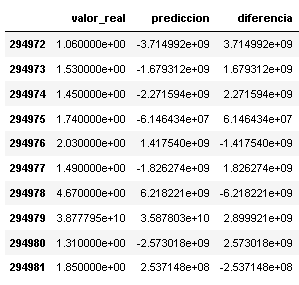 valor_real prediccion diferencia
294972 1.060000e+00 -3.714992e+09 3.714992e+09
294973 1.530000e+00 -1.679312e+09 1.679312e+09
294974 1.450000e+00 -2.271594e+09 2.271594e+09
294975 1.740000e+00 -6.146434e+07 6.146434e+07
294976 2.030000e+00 1.417540e+09 -1.417540e+09
294977 1.490000e+00 -1.826274e+09 1.826274e+09
294978 4.670000e+00 6.218221e+09 -6.218221e+09
294979 3.877795e+10 3.587803e+10 2.899921e+09
294980 1.310000e+00 -2.573018e+09 2.573018e+09
294981 1.850000e+00 2.537148e+08 -2.537148e+08